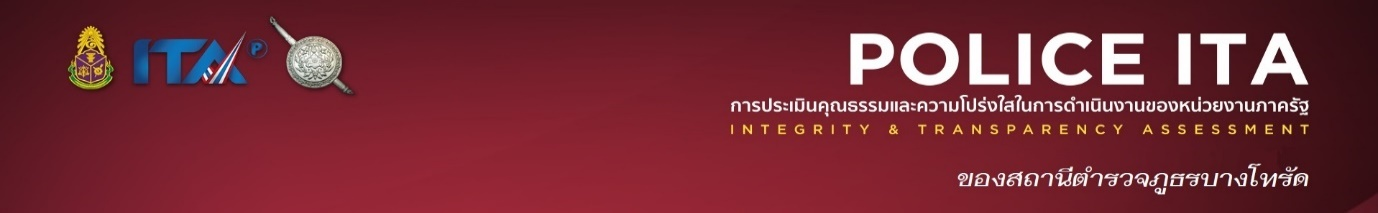 ITA P
POLICE ITA
การประเมินคุณธรรมและความโปร่งใสในการดำเนินงานของหน่วยงานภาครัฐ
INTEGRITY & TRANSPARENCY ASSESSMENT
ของสถานีตำรวจภูธรบางโทรัด